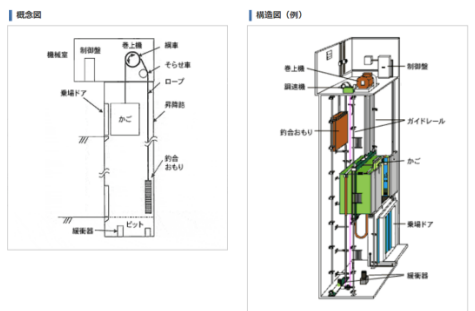 概念図
機械室
制御盤
巻上機
綱車
そらせ車
ロープ
乗場ドア
かご
昇降路
釣合
おもり
ピット
緩衝器
構造図（例）
巻上機
調速機
制御盤
釣合おもり
ガイドレール
かご
乗場ドア
緩衝器